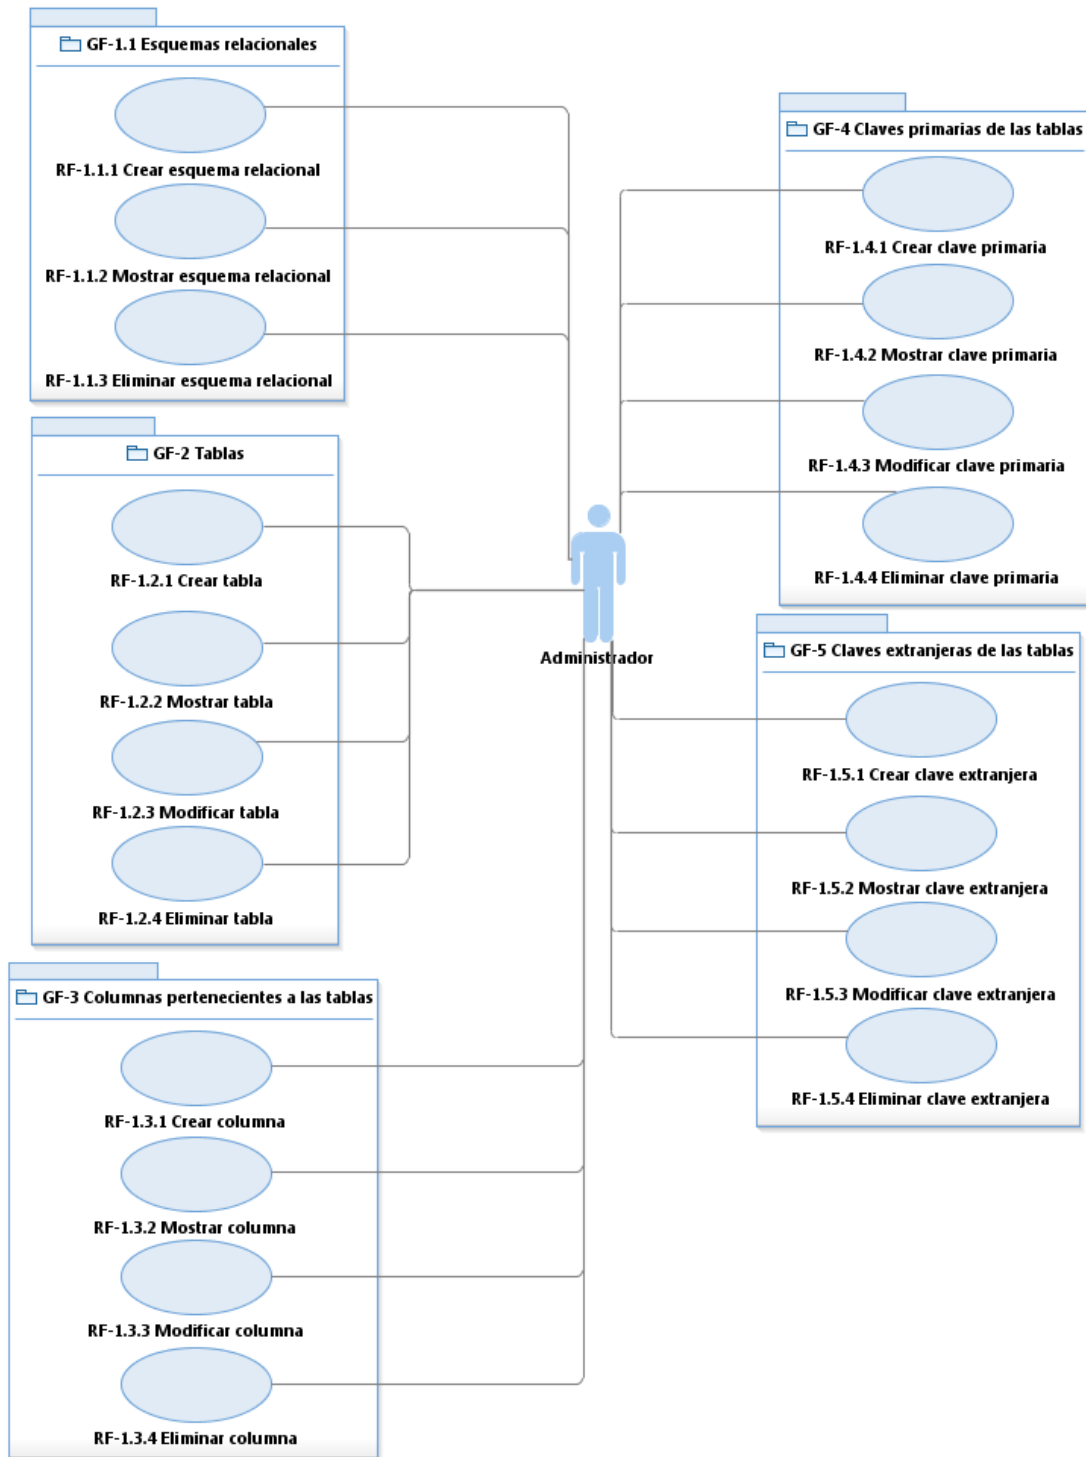 GF-1.1 Esquemas relacionales
RF-1.1.1 Crear esquema relacional
RF-1.1.2 Mostrar esquema relacional
RF-1.1.3 Eliminar esquema relacional
GF-2 Tablas
RF-1.2.1 Crear tabla
RF-1.2.2 Mostrar tabla
RF-1.2.3 Modificar tabla
RF-1.2.4 Eliminar tabla
GF-3 Columnas pertenecientes a las tablas
RF-1.3.1 Crear columna
RF-1.3.2 Mostrar columna
RF-1.3.3 Modificar columna
RF-1.3.4 Eliminar columna
Administrador
GF-4 Claves primarias de las tablas
RF-1.4.1 Crear clave primaria
RF-1.4.2 Mostrar clave primaria
RF-1.4.3 Modificar clave primaria
RF-1.4.4 Eliminar clave primaria
GF-5 Claves extranjeras de las tablas
RF-1.5.1 Crear clave extranjera
RF-1.5.2 Mostrar clave extranjera
RF-1.5.3 Modificar clave extranjera
RF-1.5.4 Eliminar clave extranjera